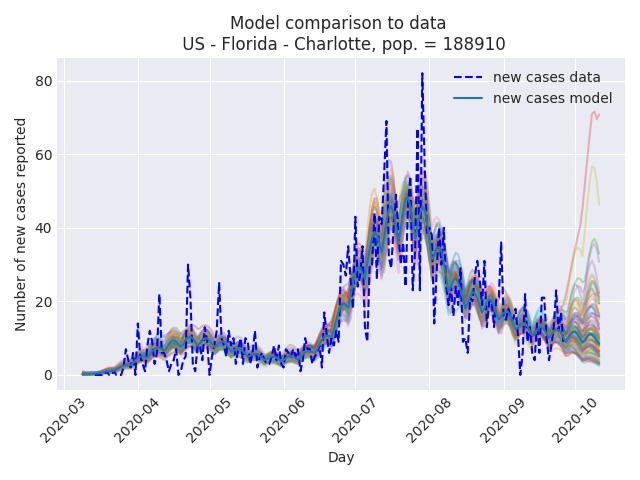 Model comparison to data
US - Florida - Charlotte, pop. = 188910
new cases data
new cases model
Number of new cases reported
80
60
40
20
0
2020-03
2020-04
2020-05
2020-06
2020-07
2020-08
2020-09
2020-10
Day